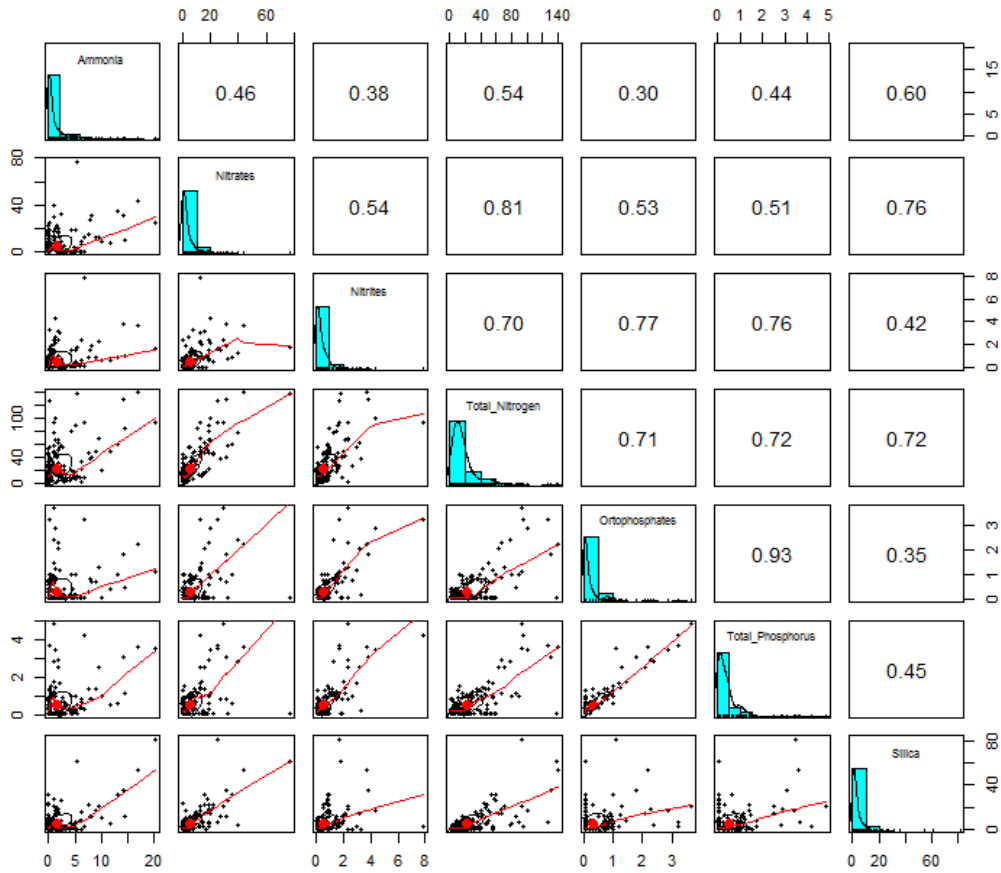 0 20 60 0 40 80 140 0 1 2 3 4 5
Ammonia 0.46 0.38 0.54 0.30 0.44 0.60 0 5 10 15
0 40 80 Nitrates 0.54 0.81 0.53 0.51 0.76
Nitrites 0.70 0.77 0.76 0.42 0 2 4 6 8
0 40 100 Total_Nitrogen 0.71 0.72 0.72
Ortophosphates 0.93 0.35 0 1 2 3
0 2 4 Total_Phosphorus 0.45
Silica 0 40 80
0 5 10 15 20 0 2 4 6 8 0 1 2 3 0 20 60